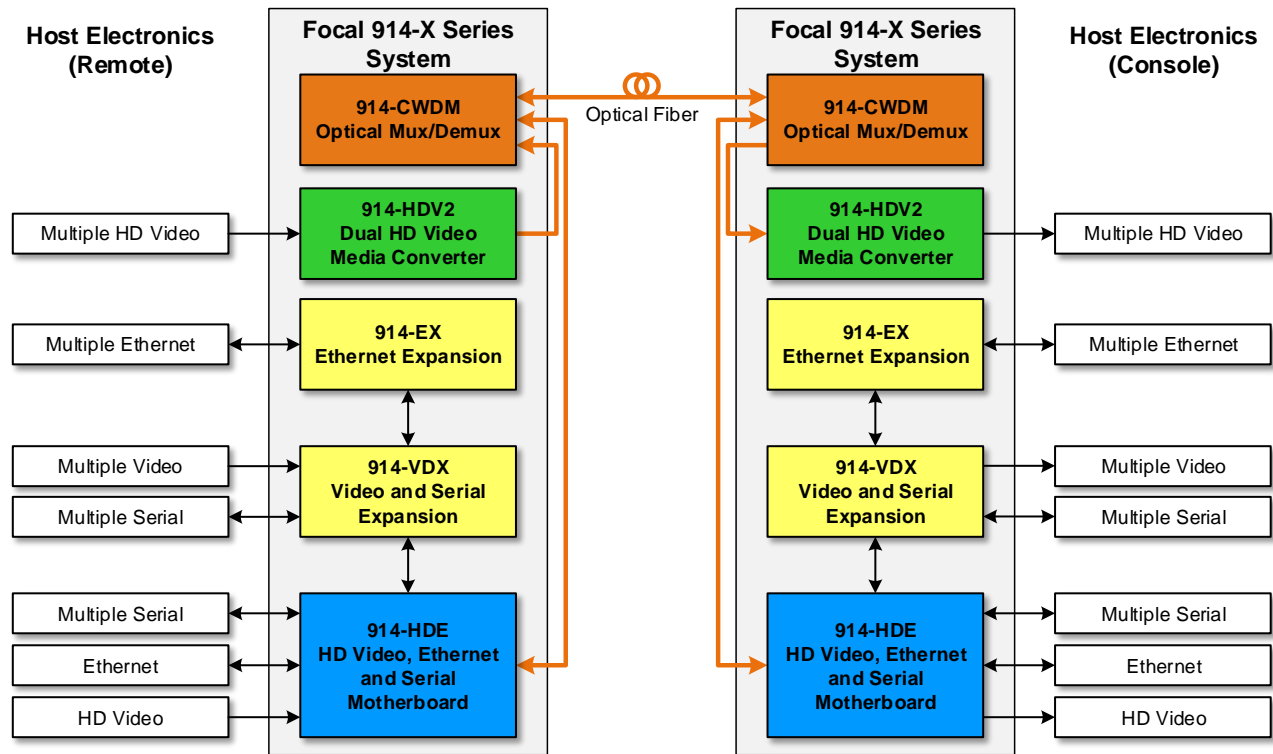 Host Electronics
(Remote)
Focal 914-X Series
System
914-CWDM
Optical Mux/Demux
914-HDV2
Dual HD Video
Media Converter
914-EX
Ethernet Expansion
914-VDX
Video and Serial
Expansion
914-HDE
HD Video, Ethernet
and Serial
Motherboard
Multiple HD Video
Multiple Ethernet
Multiple Video
Multiple Serial
Multiple Serial
Ethernet
HD Video
Optical Fiber
Focal 914-X Series
System
914-CWDM
Optical Mux/Demux
914-HDV2
Dual HD Video
Media Converter
914-EX
Ethernet Expansion
914-VDX
Video and Serial
Expansion
914-HDE
HD Video, Ethernet
and Serial
Motherboard
Host Electronics
(Console)
Multiple HD Video
Multiple Ethernet
Multiple Video
Multiple Serial
Multiple Serial
Ethernet
HD Video